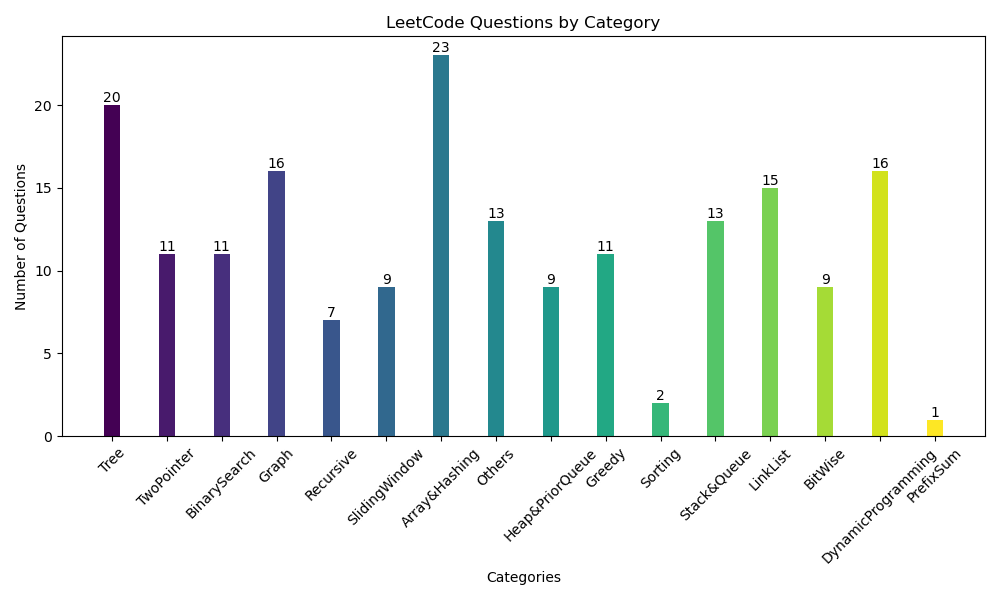 LeetCode Questions by Category
Number of Questions
20
15
10
5
0
20
11
11
16
7
9
23
13
9
11
2
13
15
9
16
1
Tree
TwoPointer
BinarySearch
Graph
Recursive
SlidingWindow
Array&Hashing
Others
Heap&PriorQueue
Greedy
Sorting
Stack&Queue
LinkList
BitWise
DynamicProgramming
PrefixSum
Categories